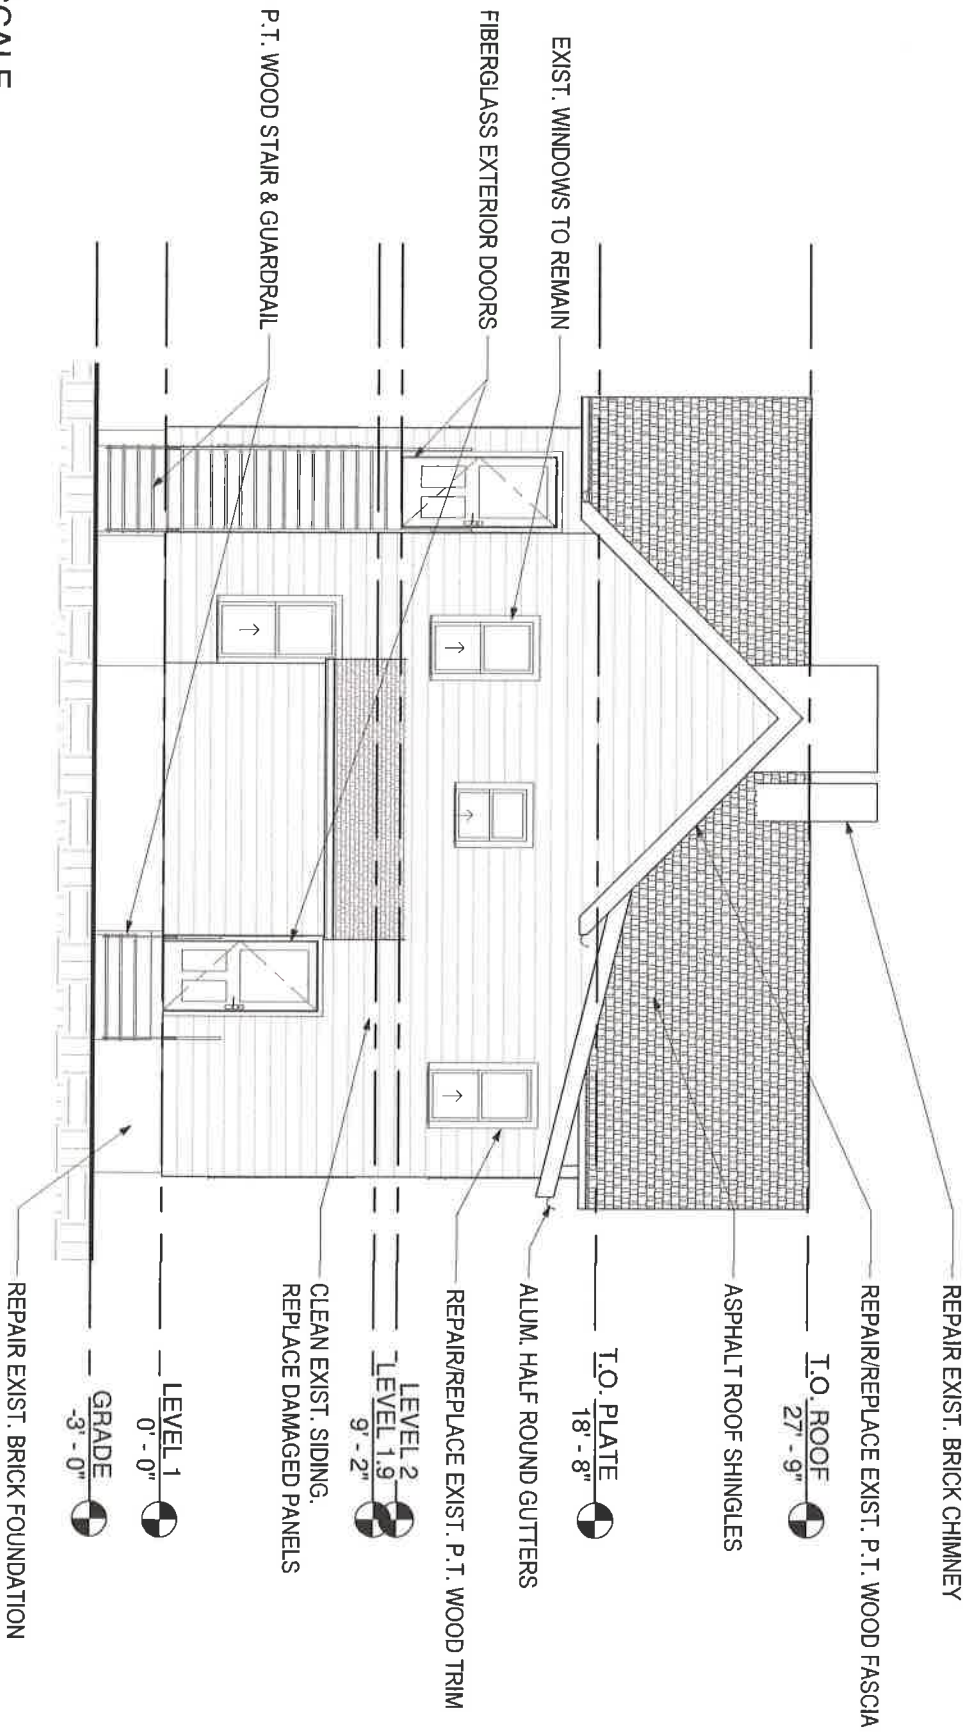 REPAIR EXIST. BRICK CHIMNEY
REPAIR/REPLACE EXIST. P.T. WOOD FASCIA
T.O. ROOF
27' - 9"
ASPHALT ROOF SHINGLES
T.O. PLATE
18' - 8"
ALUM. HALF ROUND GUTTERS
REPAIR/REPLACE EXIST. P.T. WOOD TRIM
LEVEL 2
LEVEL 1.9
9' - 2"
CLEAN EXIST. SIDING.
REPLACE DAMAGED PANELS
LEVEL 1
0' - 0"
GRADE
-3' - 0"
REPAIR EXIST. BRICK FOUNDATION
EXIST. WINDOWS TO REMAIN
FIBERGLASS EXTERIOR DOORS
P.T. WOOD STAIR & GUARDRAIL
SCALE